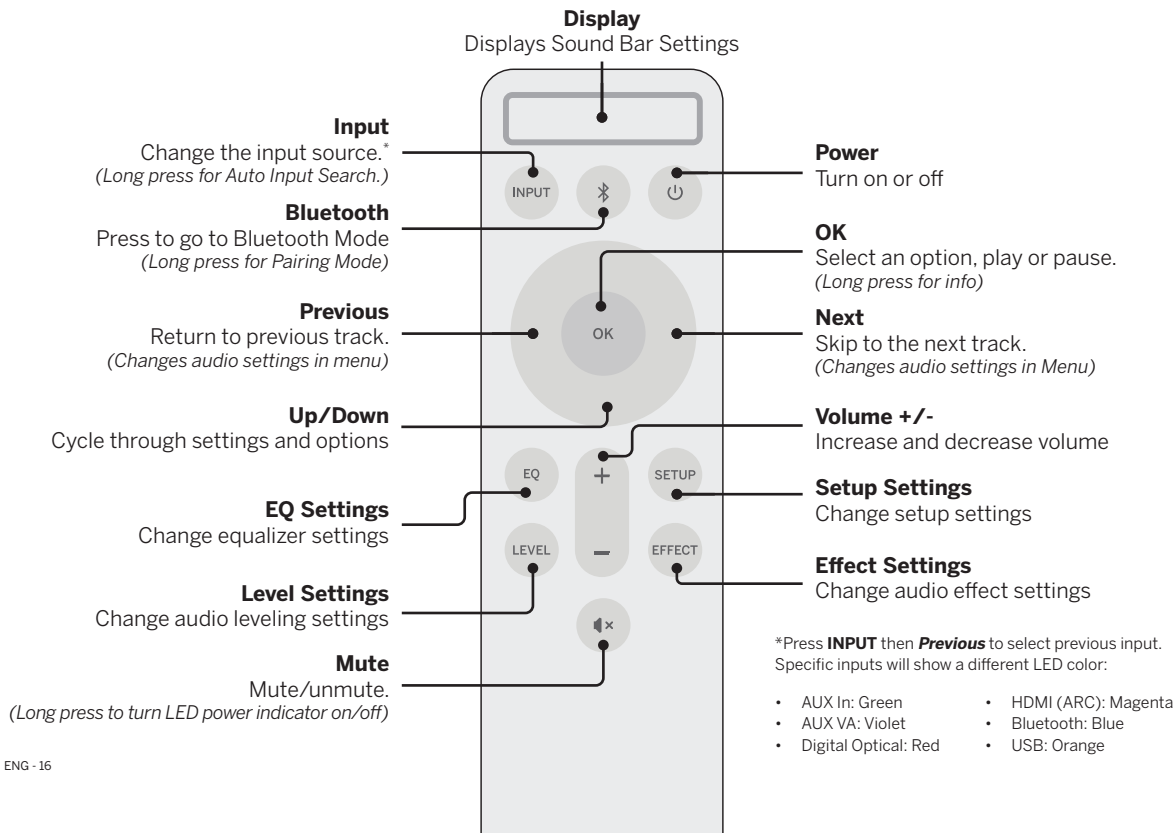 Display
Displays Sound Bar Settings
Input
Change the input source.*
(Long press for Auto Input Search.)
Bluetooth
Press to go to Bluetooth Mode
(Long press for Pairing Mode)
Previous
Return to previous track.
(Changes audio settings in menu)
Up/Down
Cycle through settings and options
EQ Settings
Change equalizer settings
Level Settings
Change audio leveling settings
Mute
Mute/unmute.
(Long press to turn LED power indicator on/off)
INPUT
OK
EQ
+
SETUP
LEVEL
–
EFFECT
Power
Turn on or off
OK
Select an option, play or pause.
(Long press for info)
Next
Skip to the next track.
(Changes audio settings in Menu)
Volume +/-
Increase and decrease volume
Setup Settings
Change setup settings
Effect Settings
Change audio effect settings
*Press INPUT then Previous to select previous input.
Specific inputs will show a different LED color:
• AUX In: Green
• AUX VA: Violet
• Digital Optical: Red
• HDMI (ARC): Magenta
• Bluetooth: Blue
• USB: Orange
ENG - 16